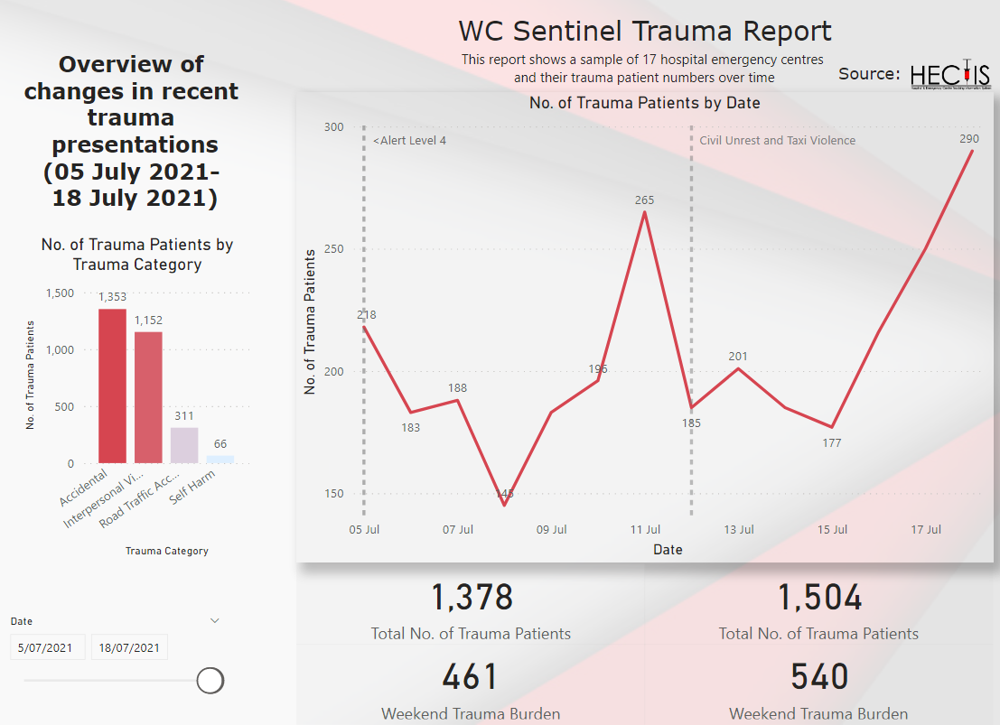 WC Sentinel Trauma Report
This report shows a sample of 17 hospital emergency centres
and their trauma patient numbers over time
Source: HECTIS
Overview of
changes in recent
trauma
presentations
(05 July 2021-
18 July 2021)
No. of Trauma Patients by
Trauma Category
No. of Trauma Patients
1,500
1,000
500
0
1,353
1,152
311
66
Accidental
Interpersonal Vi...
Road Traffic Acc...
Self Harm
Trauma Category
Date
5/07/2021
18/07/2021
No. of Trauma Patients by Date
No. of Trauma Patients
300
250
200
150
<Alert Level 4
Civil Unrest and Taxi Violence
218
183
188
145
196
265
185
201
177
290
05 Jul
07 Jul
09 Jul
11 Jul
13 Jul
15 Jul
17 Jul
Date
1,378
Total No. of Trauma Patients
1,504
Total No. of Trauma Patients
461
Weekend Trauma Burden
540
Weekend Trauma Burden